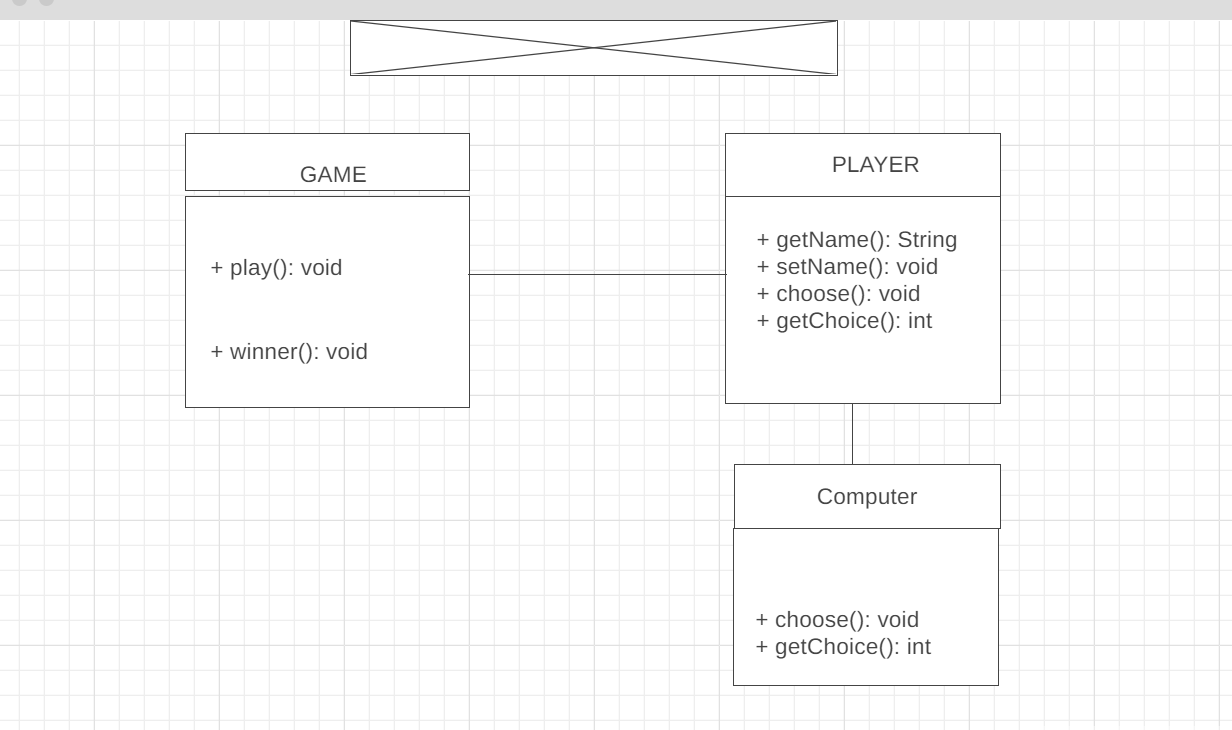 GAME
+ play(): void
+ winner(): void
PLAYER
+ getName(): String
+ setName(): void
+ choose(): void
+ getChoice(): int
Computer
+ choose(): void
+ getChoice(): int